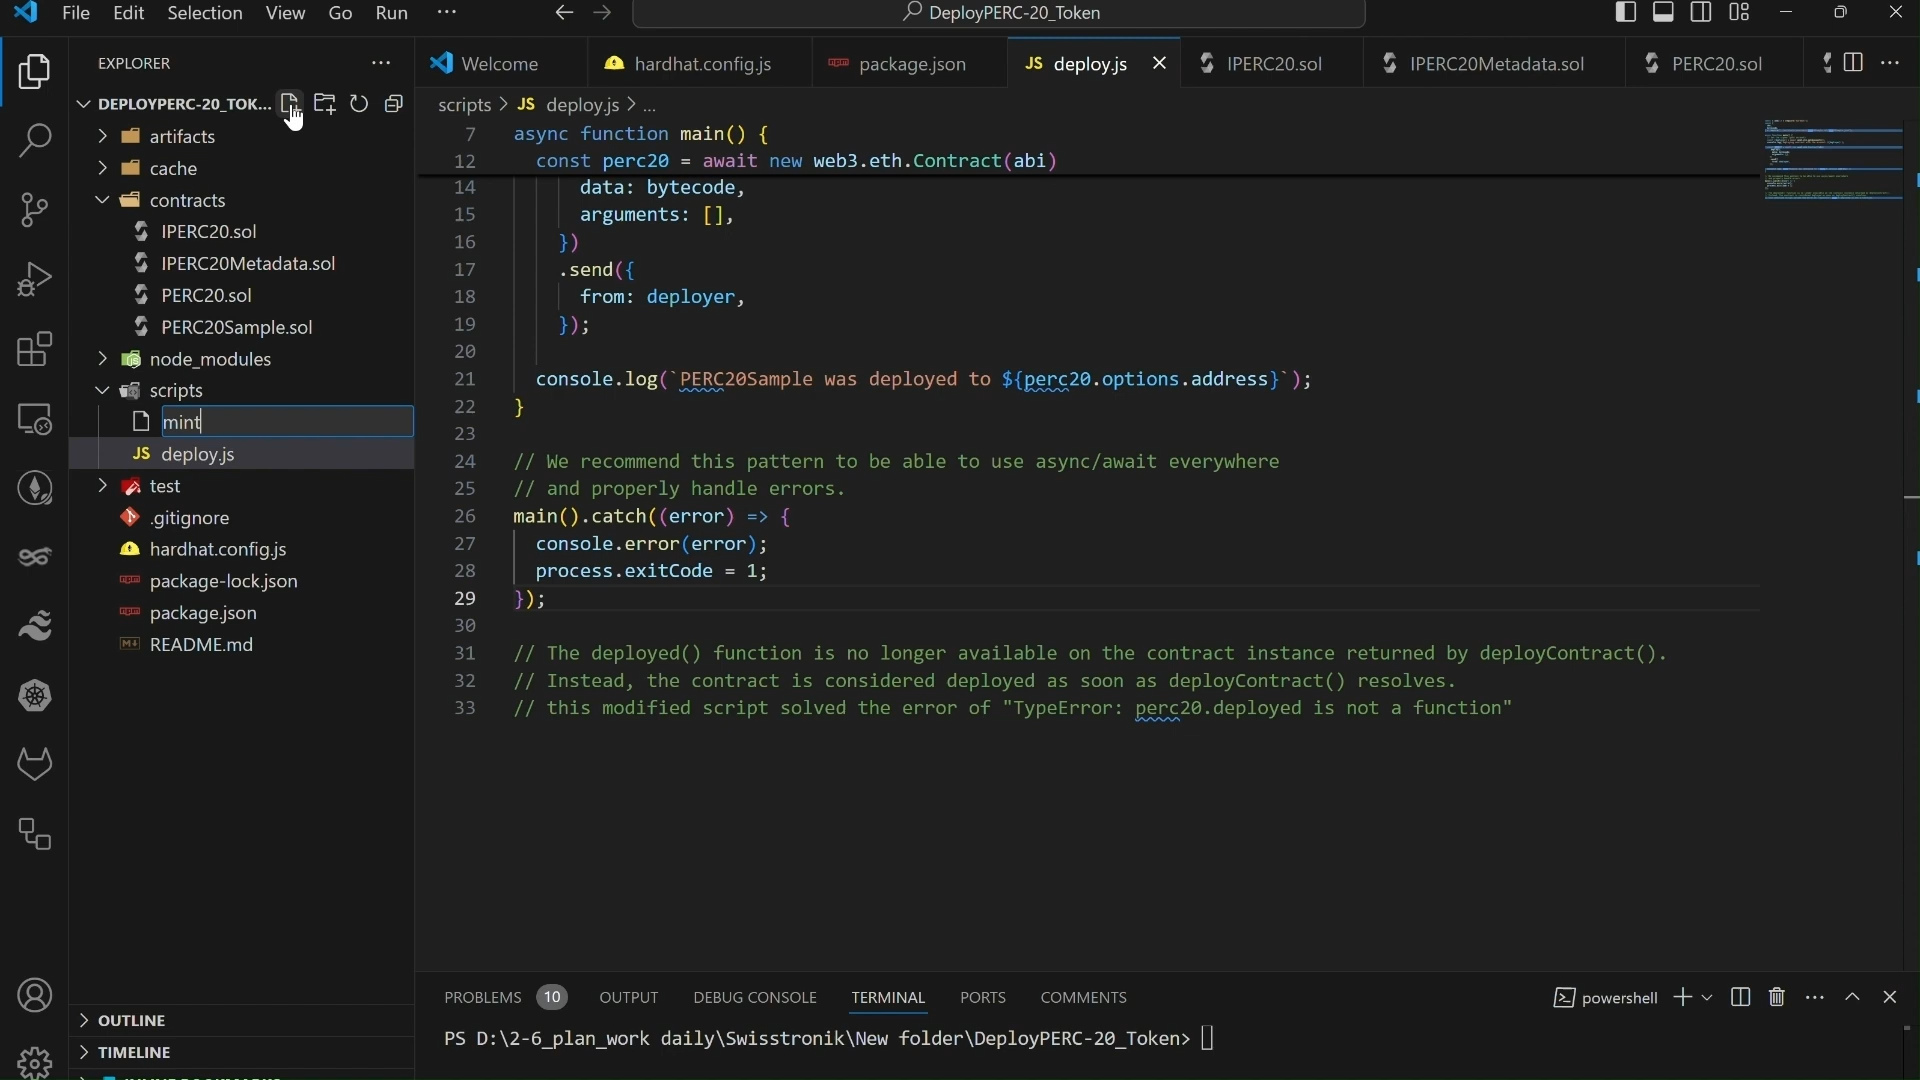 File Edit Selection View Go Run ...
DeployPERC-20_Token
EXPLORER
DEPLOYPERC-20_TOK...
artifacts
cache
contracts
IPERC20.sol
IPERC20Metadata.sol
PERC20.sol
PERC20Sample.sol
node_modules
scripts
mint
JS deploy.js
test
.gitignore
hardhat.config.js
package-lock.json
package.json
README.md
OUTLINE
TIMELINE
Welcome
hardhat.config.js
package.json
JS deploy.js
IPERC20.sol
IPERC20Metadata.sol
PERC20.sol
scripts > JS deploy.js > ...
7 async function main() {
12 const perc20 = await new web3.eth.Contract(abi)
14 data: bytecode,
15 arguments: [],
16 })
17 .send({
18 from: deployer,
19 });
20
21 console.log(`PERC20Sample was deployed to ${perc20.options.address}`);
22 }
23
24 // We recommend this pattern to be able to use async/await everywhere
25 // and properly handle errors.
26 main().catch((error) => {
27 console.error(error);
28 process.exitCode = 1;
29 });
30
31 // The deployed() function is no longer available on the contract instance returned by deployContract().
32 // Instead, the contract is considered deployed as soon as deployContract() resolves.
33 // this modified script solved the error of "TypeError: perc20.deployed is not a function"
PROBLEMS 10 OUTPUT DEBUG CONSOLE TERMINAL PORTS COMMENTS
powershell
PS D:\2-6_plan_work daily\Swisstronik\New folder\DeployPERC-20_Token>